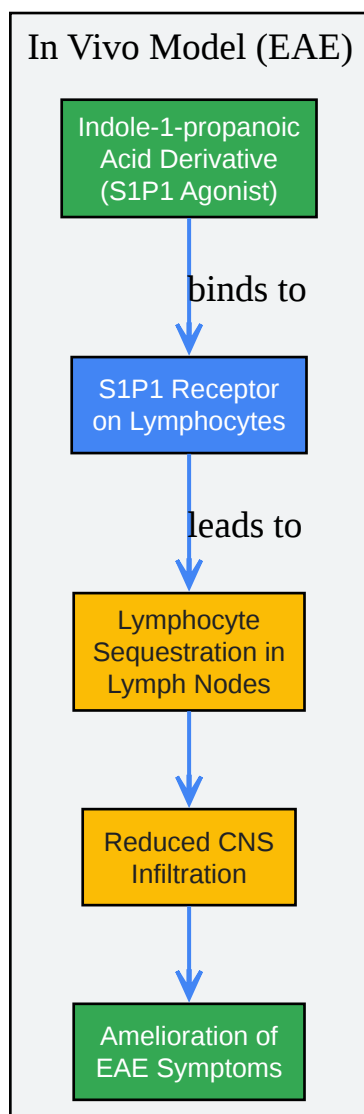 In Vivo Model (EAE)
Indole-1-propanoic
Acid Derivative
(S1P1 Agonist)
binds to
S1P1 Receptor
on Lymphocytes
leads to
Lymphocyte
Sequestration in
Lymph Nodes
Reduced CNS
Infiltration
Amelioration of
EAE Symptoms